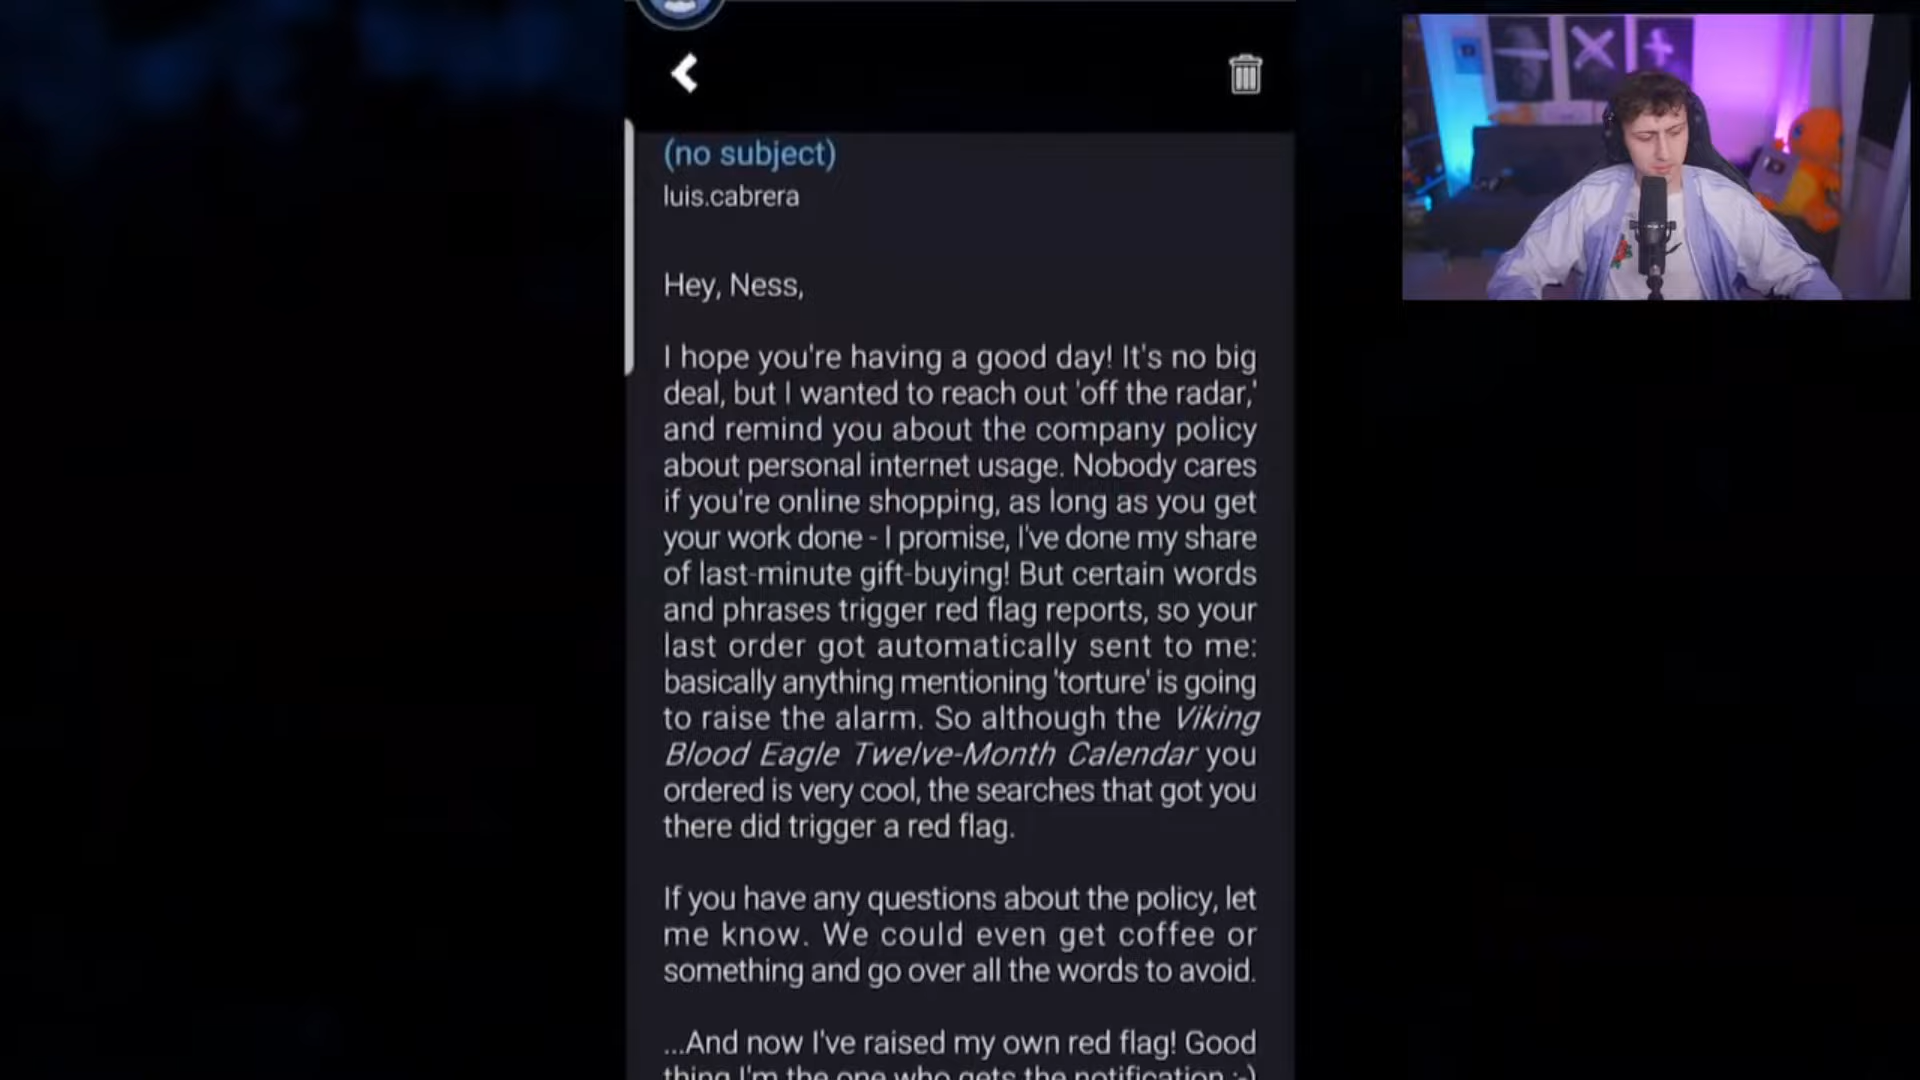 (no subject)
luis.cabrera
Hey, Ness,
I hope you're having a good day! It's no big
deal, but I wanted to reach out 'off the radar,'
and remind you about the company policy
about personal internet usage. Nobody cares
if you're online shopping, as long as you get
your work done - I promise, I've done my share
of last-minute gift-buying! But certain words
and phrases trigger red flag reports, so your
last order got automatically sent to me:
basically anything mentioning 'torture' is going
to raise the alarm. So although the Viking
Blood Eagle Twelve-Month Calendar you
ordered is very cool, the searches that got you
there did trigger a red flag.
If you have any questions about the policy, let
me know. We could even get coffee or
something and go over all the words to avoid.
...And now I've raised my own red flag! Good
thing I'm the one who gets the notification :-)